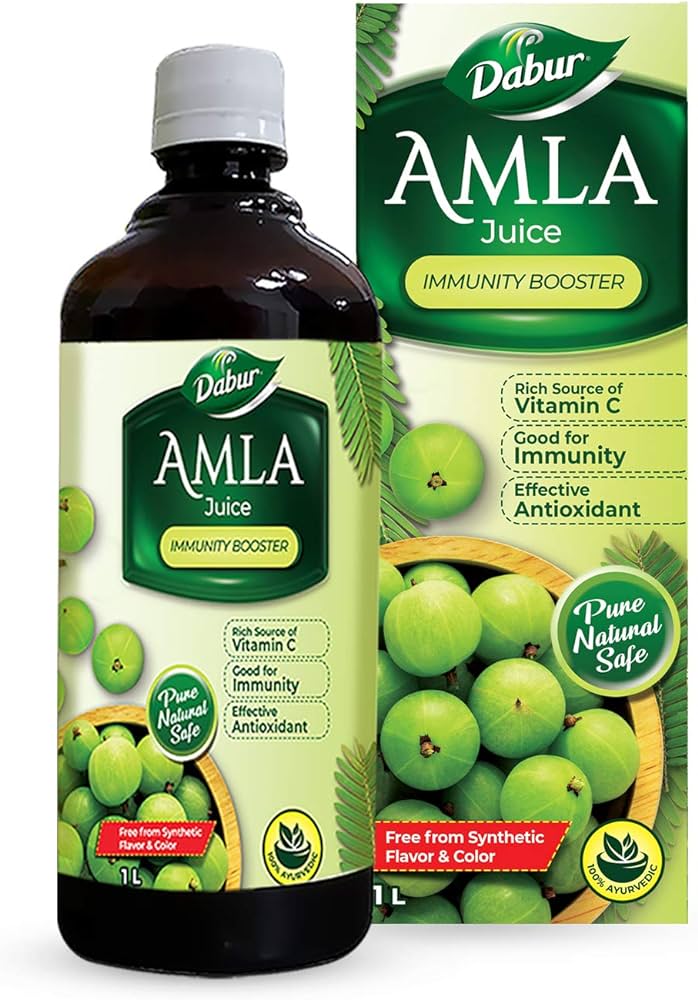 Dabur
AMLA
Juice
IMMUNITY BOOSTER
Rich Source of
Vitamin C
Good for
Immunity
Effective
Antioxidant
Pure
Natural
Safe
Free from Synthetic
Flavor & Color
1 L
100% AYURVEDIC
Dabur
AMLA
Juice
IMMUNITY BOOSTER
Rich Source of
Vitamin C
Good for
Immunity
Effective
Antioxidant
Pure
Natural
Safe
Free from Synthetic
Flavor & Color
1 L
100% AYURVEDIC